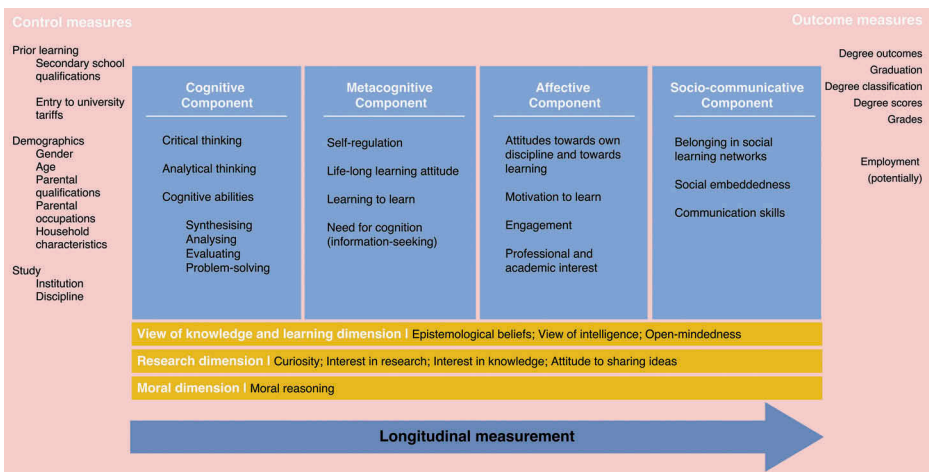 Control measures
Prior learning
Secondary school
qualifications
Entry to university
tariffs
Demographics
Gender
Age
Parental
qualifications
Parental
occupations
Household
characteristics
Study
Institution
Discipline
Cognitive
Component
Critical thinking
Analytical thinking
Cognitive abilities
Synthesising
Analysing
Evaluating
Problem-solving
Metacognitive
Component
Self-regulation
Life-long learning attitude
Learning to learn
Need for cognition
(information-seeking)
Affective
Component
Attitudes towards own
discipline and towards
learning
Motivation to learn
Engagement
Professional and
academic interest
Socio-communicative
Component
Belonging in social
learning networks
Social embeddedness
Communication skills
Outcome measures
Degree outcomes
Graduation
Degree classification
Degree scores
Grades
Employment
(potentially)
View of knowledge and learning dimension | Epistemological beliefs; View of intelligence; Open-mindedness
Research dimension | Curiosity; Interest in research; Interest in knowledge; Attitude to sharing ideas
Moral dimension | Moral reasoning
Longitudinal measurement